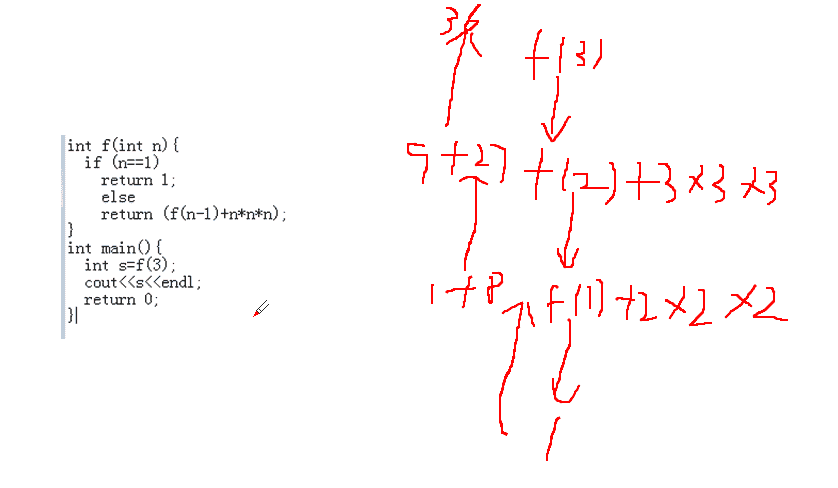 int f(int n){
if (n==1)
return 1;
else
return (f(n-1)+n*n*n);
}
int main(){
int s=f(3);
cout<<s<<endl;
return 0;
}
f(3)
9+27
f(2)+3×3×3
1+8
f(1)+2×2×2
1